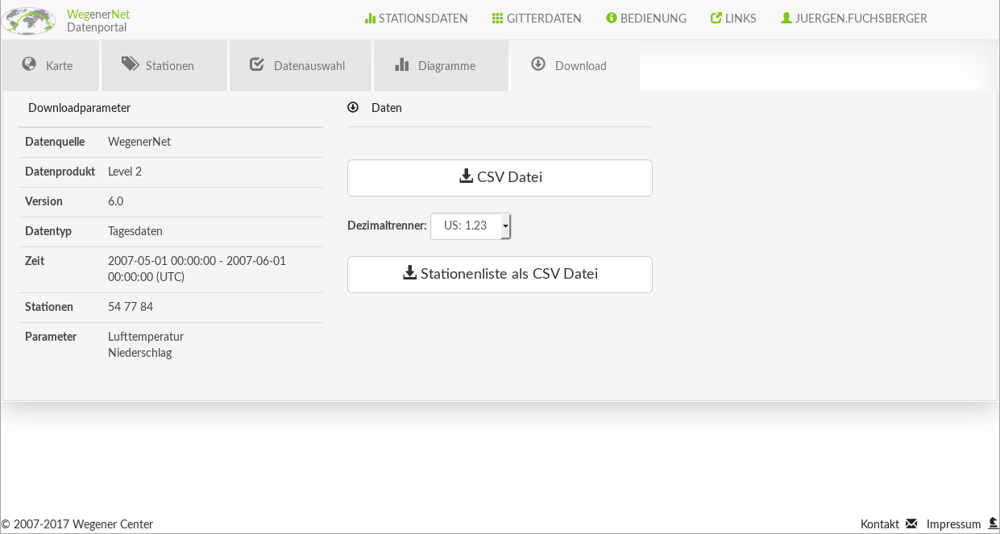 WegenerNet
Datenportal
STATIONSDATEN GITTERDATEN BEDIENUNG LINKS JUERGEN.FUCHSBERGER
Karte Stationen Datenauswahl Diagramme Download
Downloadparameter
Datenquelle WegenerNet
Datenprodukt Level 2
Version 6.0
Datentyp Tagesdaten
Zeit 2007-05-01 00:00:00 - 2007-06-01
00:00:00 (UTC)
Stationen 54 77 84
Parameter Lufttemperatur
Niederschlag
Daten
CSV Datei
Dezimaltrenner: US: 1.23
Stationenliste als CSV Datei
© 2007-2017 Wegener Center Kontakt Impressum